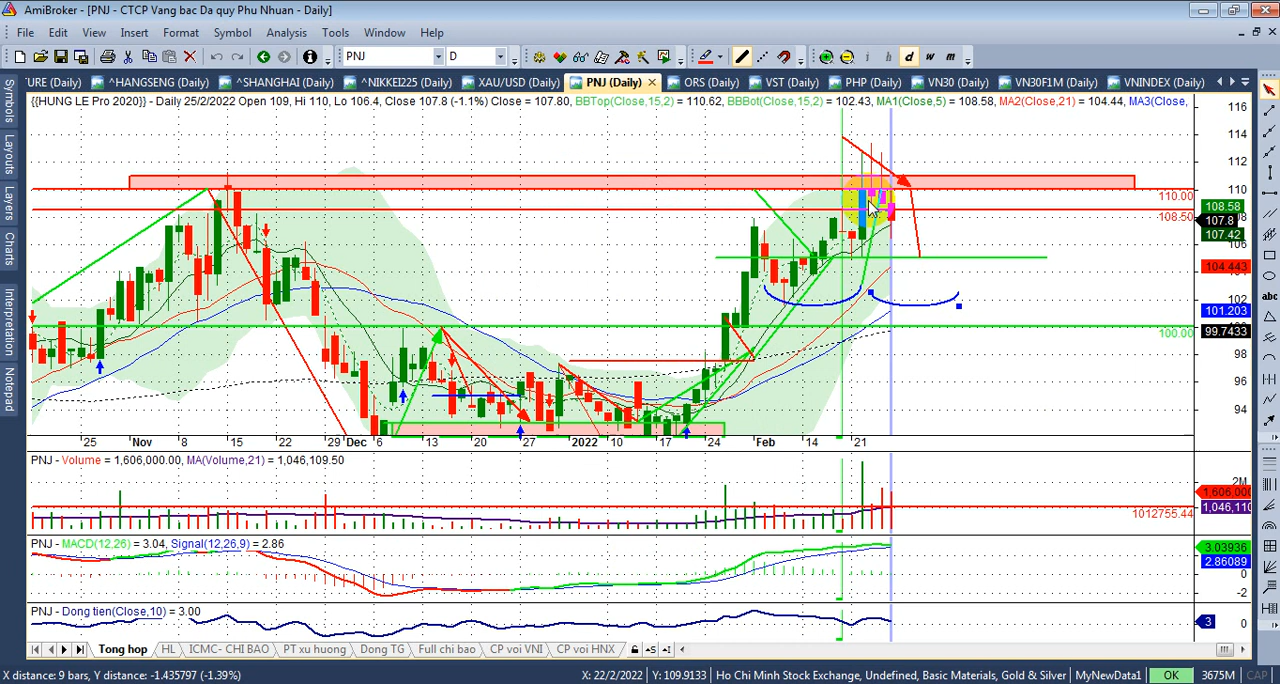 AmiBroker - [PNJ - CTCP Vang bac Da quy Phu Nhuan - Daily]
File Edit View Insert Format Symbol Analysis Tools Window Help
PNJ D i h d w m
URE (Daily) ^HANGSENG (Daily) ^SHANGHAI (Daily) ^NIKKEI225 (Daily) XAU/USD (Daily) PNJ (Daily) ORS (Daily) VST (Daily) PHP (Daily) VN30 (Daily) VN30F1M (Daily) VNINDEX (Daily)
{{HUNG LE Pro 2020}} - Daily 25/2/2022 Open 109, Hi 110, Lo 106.4, Close 107.8 (-1.1%) Close = 107.80, BBTop(Close,15,2) = 110.62, BBBot(Close,15,2) = 102.43, MA1(Close,5) = 108.58, MA2(Close,21) = 104.44, MA3(Close,
Symbols
Layouts
Layers
Charts
Interpretation
Notepad
116
114
112
110
110.00
108.58
108.50
107.8
107.42
106
104.443
102
101.203
99.7433
100.00
98
96
94
25 Nov 8 15 22 29 Dec 6 13 20 27 2022 10 17 24 Feb 14 21
PNJ - Volume = 1,606,000.00, MA(Volume,21) = 1,046,109.50
2M
1,606,000
1,046,110
1012755.44
PNJ - MACD(12,26) = 3.04, Signal(12,26,9) = 2.86
3.03936
2.86089
0
-2
PNJ - Dong tien(Close,10) = 3.00
3
0
Tong hop HL ICMC- CHI BAO PT xu huong Dong TG Full chi bao CP voi VNI CP voi HNX
X distance: 9 bars, Y distance: -1.435797 (-1.39%) X: 22/2/2022 Y: 109.9133 Ho Chi Minh Stock Exchange, Undefined, Basic Materials, Gold & Silver MyNewData1 OK 3675M CAP